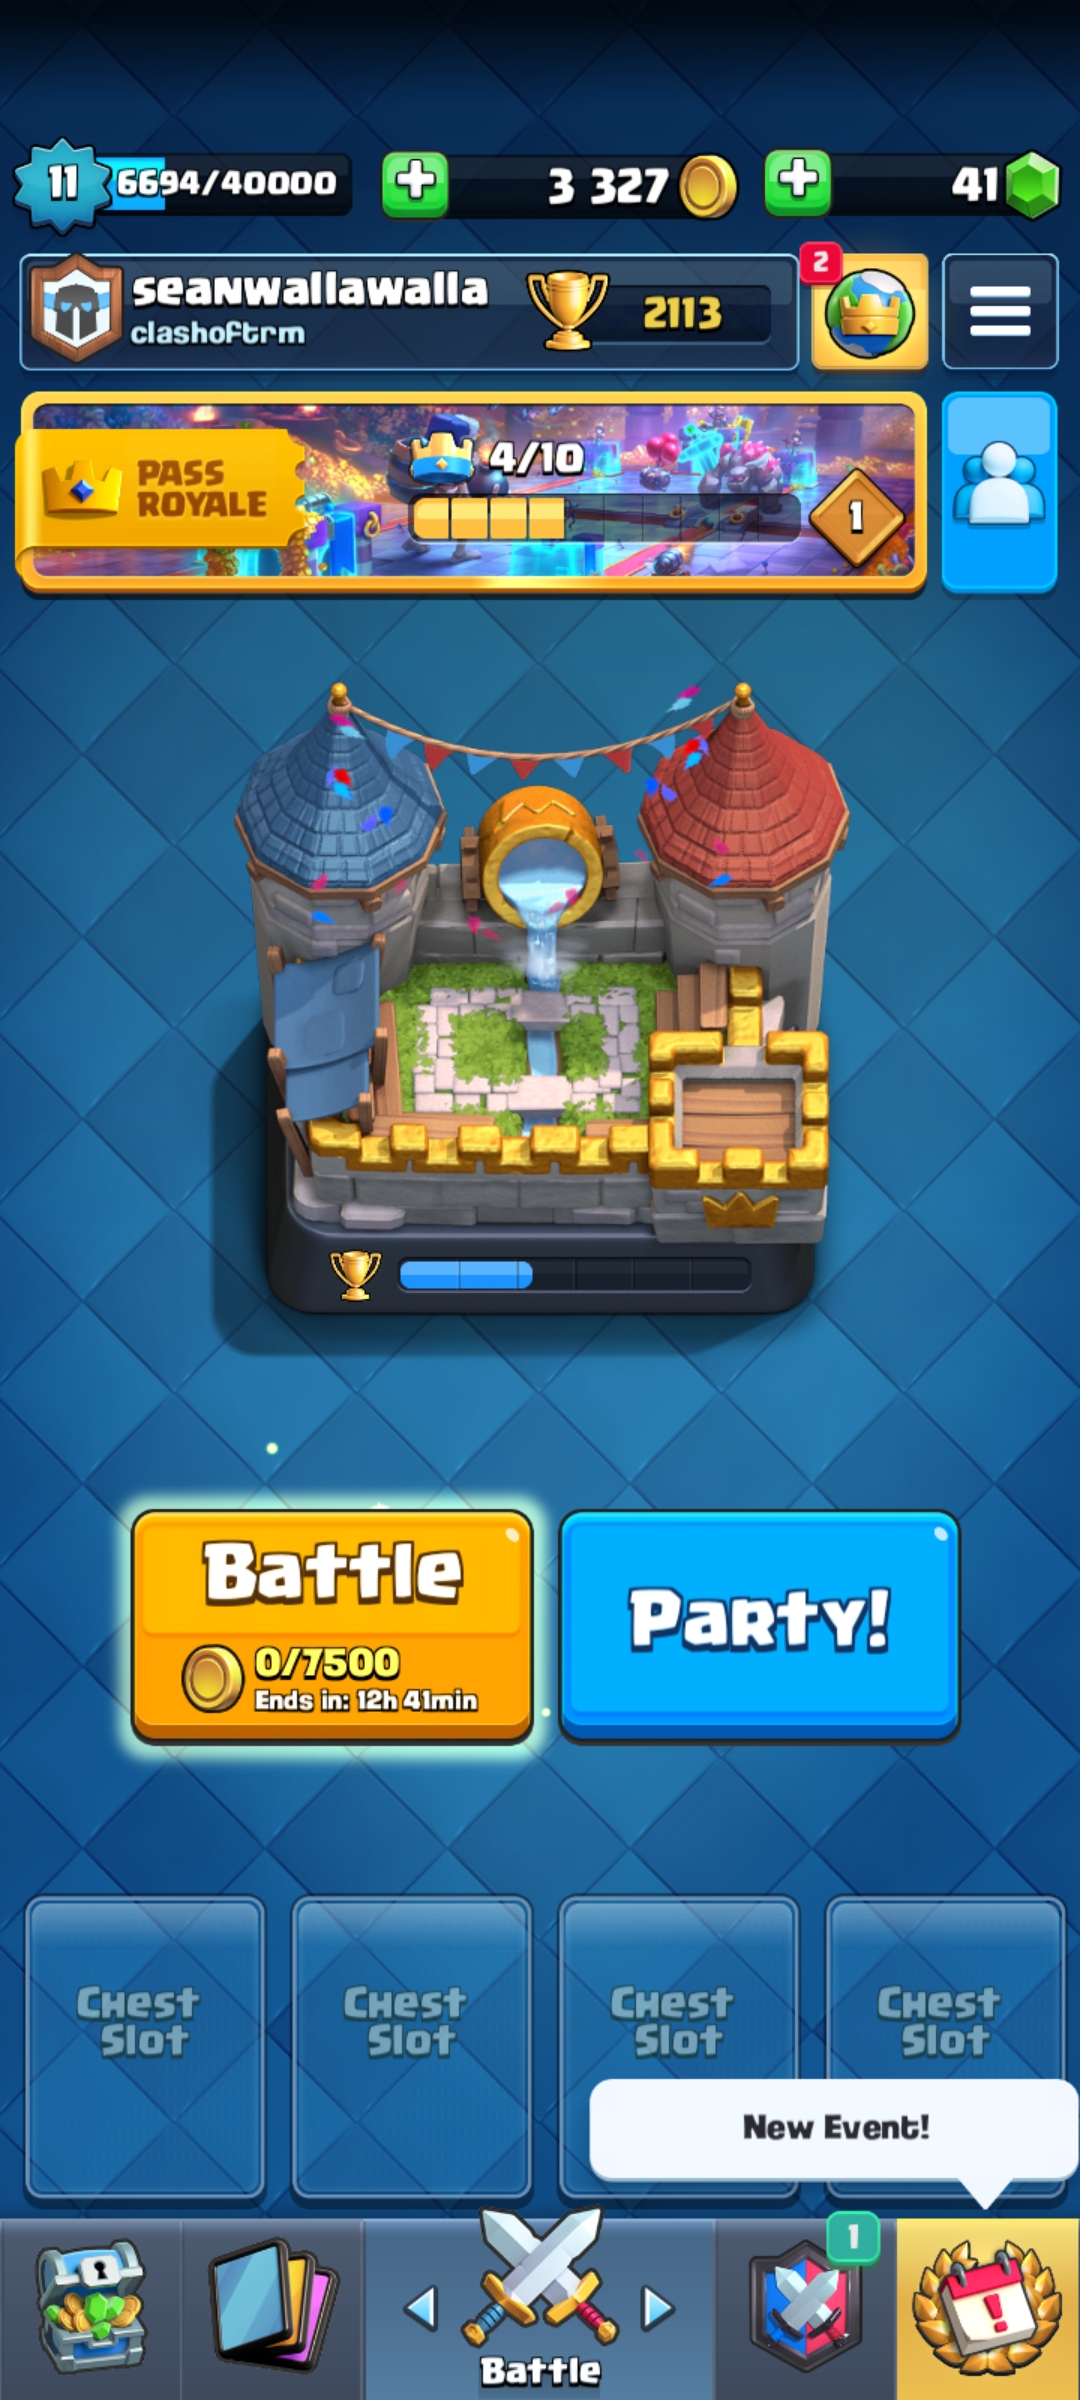 11
6694/40000
3 327
41
seanwallawalla
clashoftrm
2113
2
PASS
ROYALE
4/10
1
Battle
0/7500
Ends in: 12h 41min
Party!
Chest
Slot
Chest
Slot
Chest
Slot
Chest
Slot
New Event!
1
!
Battle